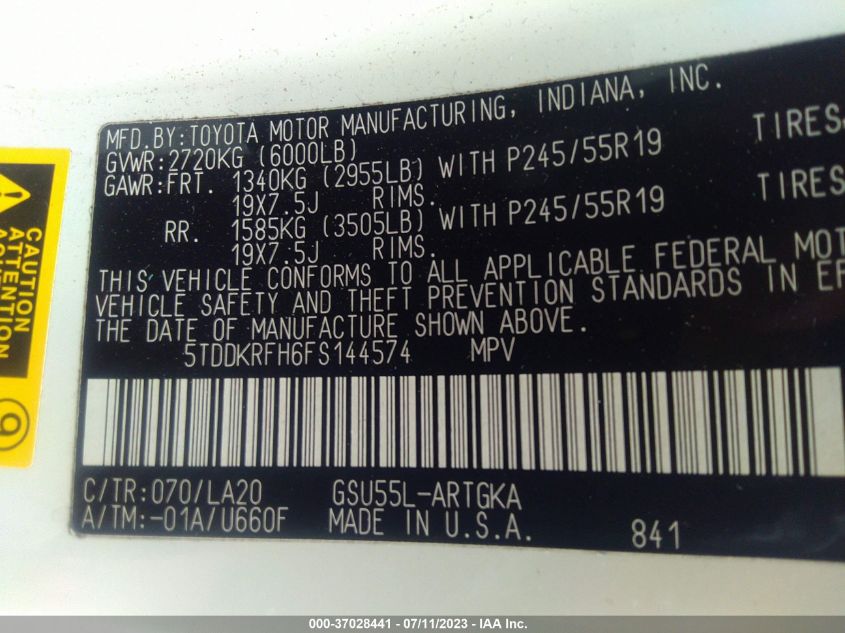 MFD.BY:TOYOTA MOTOR MANUFACTURING, INDIANA, INC.
GVWR:2720KG (6000LB)
GAWR:FRT. 1340KG (2955LB) WITH P245/55R19 TIRES
19X7.5J RIMS.
RR. 1585KG (3505LB) WITH P245/55R19 TIRES
19X7.5J RIMS.
THIS VEHICLE CONFORMS TO ALL APPLICABLE FEDERAL MOT
VEHICLE SAFETY AND THEFT PREVENTION STANDARDS IN EF
THE DATE OF MANUFACTURE SHOWN ABOVE.
5TDDKRFH6FS144574 MPV
C/TR:070/LA20 GSU55L-ARTGKA
A/TM:-01A/U660F MADE IN U.S.A. 841
CAUTION
ATTENTION
9
000-37028441 - 07/11/2023 - IAA Inc.